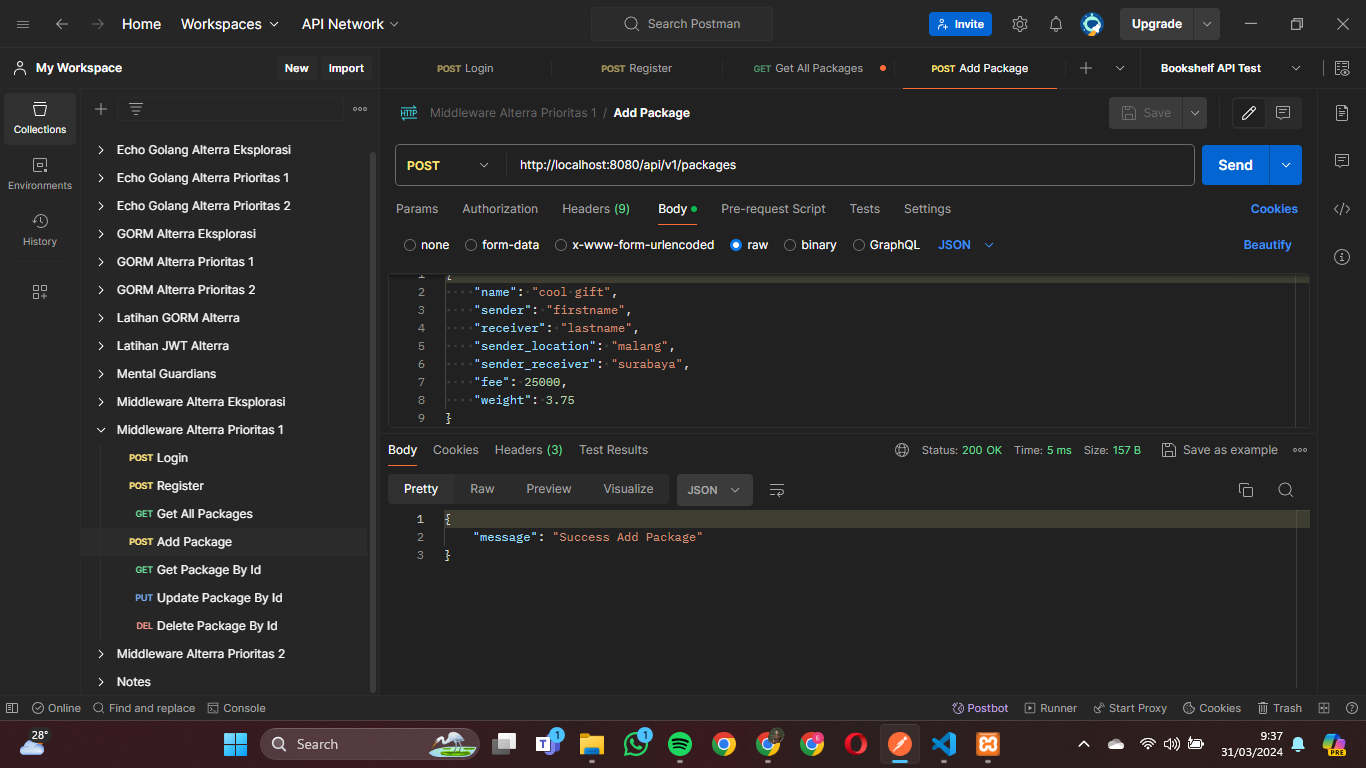 Home Workspaces API Network Search Postman Invite Upgrade
My Workspace New Import POST Login POST Register GET Get All Packages POST Add Package Bookshelf API Test
Collections
Environments
History
Echo Golang Alterra Eksplorasi
Echo Golang Alterra Prioritas 1
Echo Golang Alterra Prioritas 2
GORM Alterra Eksplorasi
GORM Alterra Prioritas 1
GORM Alterra Prioritas 2
Latihan GORM Alterra
Latihan JWT Alterra
Mental Guardians
Middleware Alterra Eksplorasi
Middleware Alterra Prioritas 1
POST Login
POST Register
GET Get All Packages
POST Add Package
GET Get Package By Id
PUT Update Package By Id
DEL Delete Package By Id
Middleware Alterra Prioritas 2
Notes
HTTP Middleware Alterra Prioritas 1 / Add Package Save
POST http://localhost:8080/api/v1/packages Send
Params Authorization Headers (9) Body Pre-request Script Tests Settings Cookies
none form-data x-www-form-urlencoded raw binary GraphQL JSON Beautify
1 {
2 "name": "cool gift",
3 "sender": "firstname",
4 "receiver": "lastname",
5 "sender_location": "malang",
6 "sender_receiver": "surabaya",
7 "fee": 25000,
8 "weight": 3.75
9 }
Body Cookies Headers (3) Test Results Status: 200 OK Time: 5 ms Size: 157 B Save as example
Pretty Raw Preview Visualize JSON
1 {
2 "message": "Success Add Package"
3 }
Online Find and replace Console Postbot Runner Start Proxy Cookies Trash
28° Search 1 1 9:37
31/03/2024 PRE